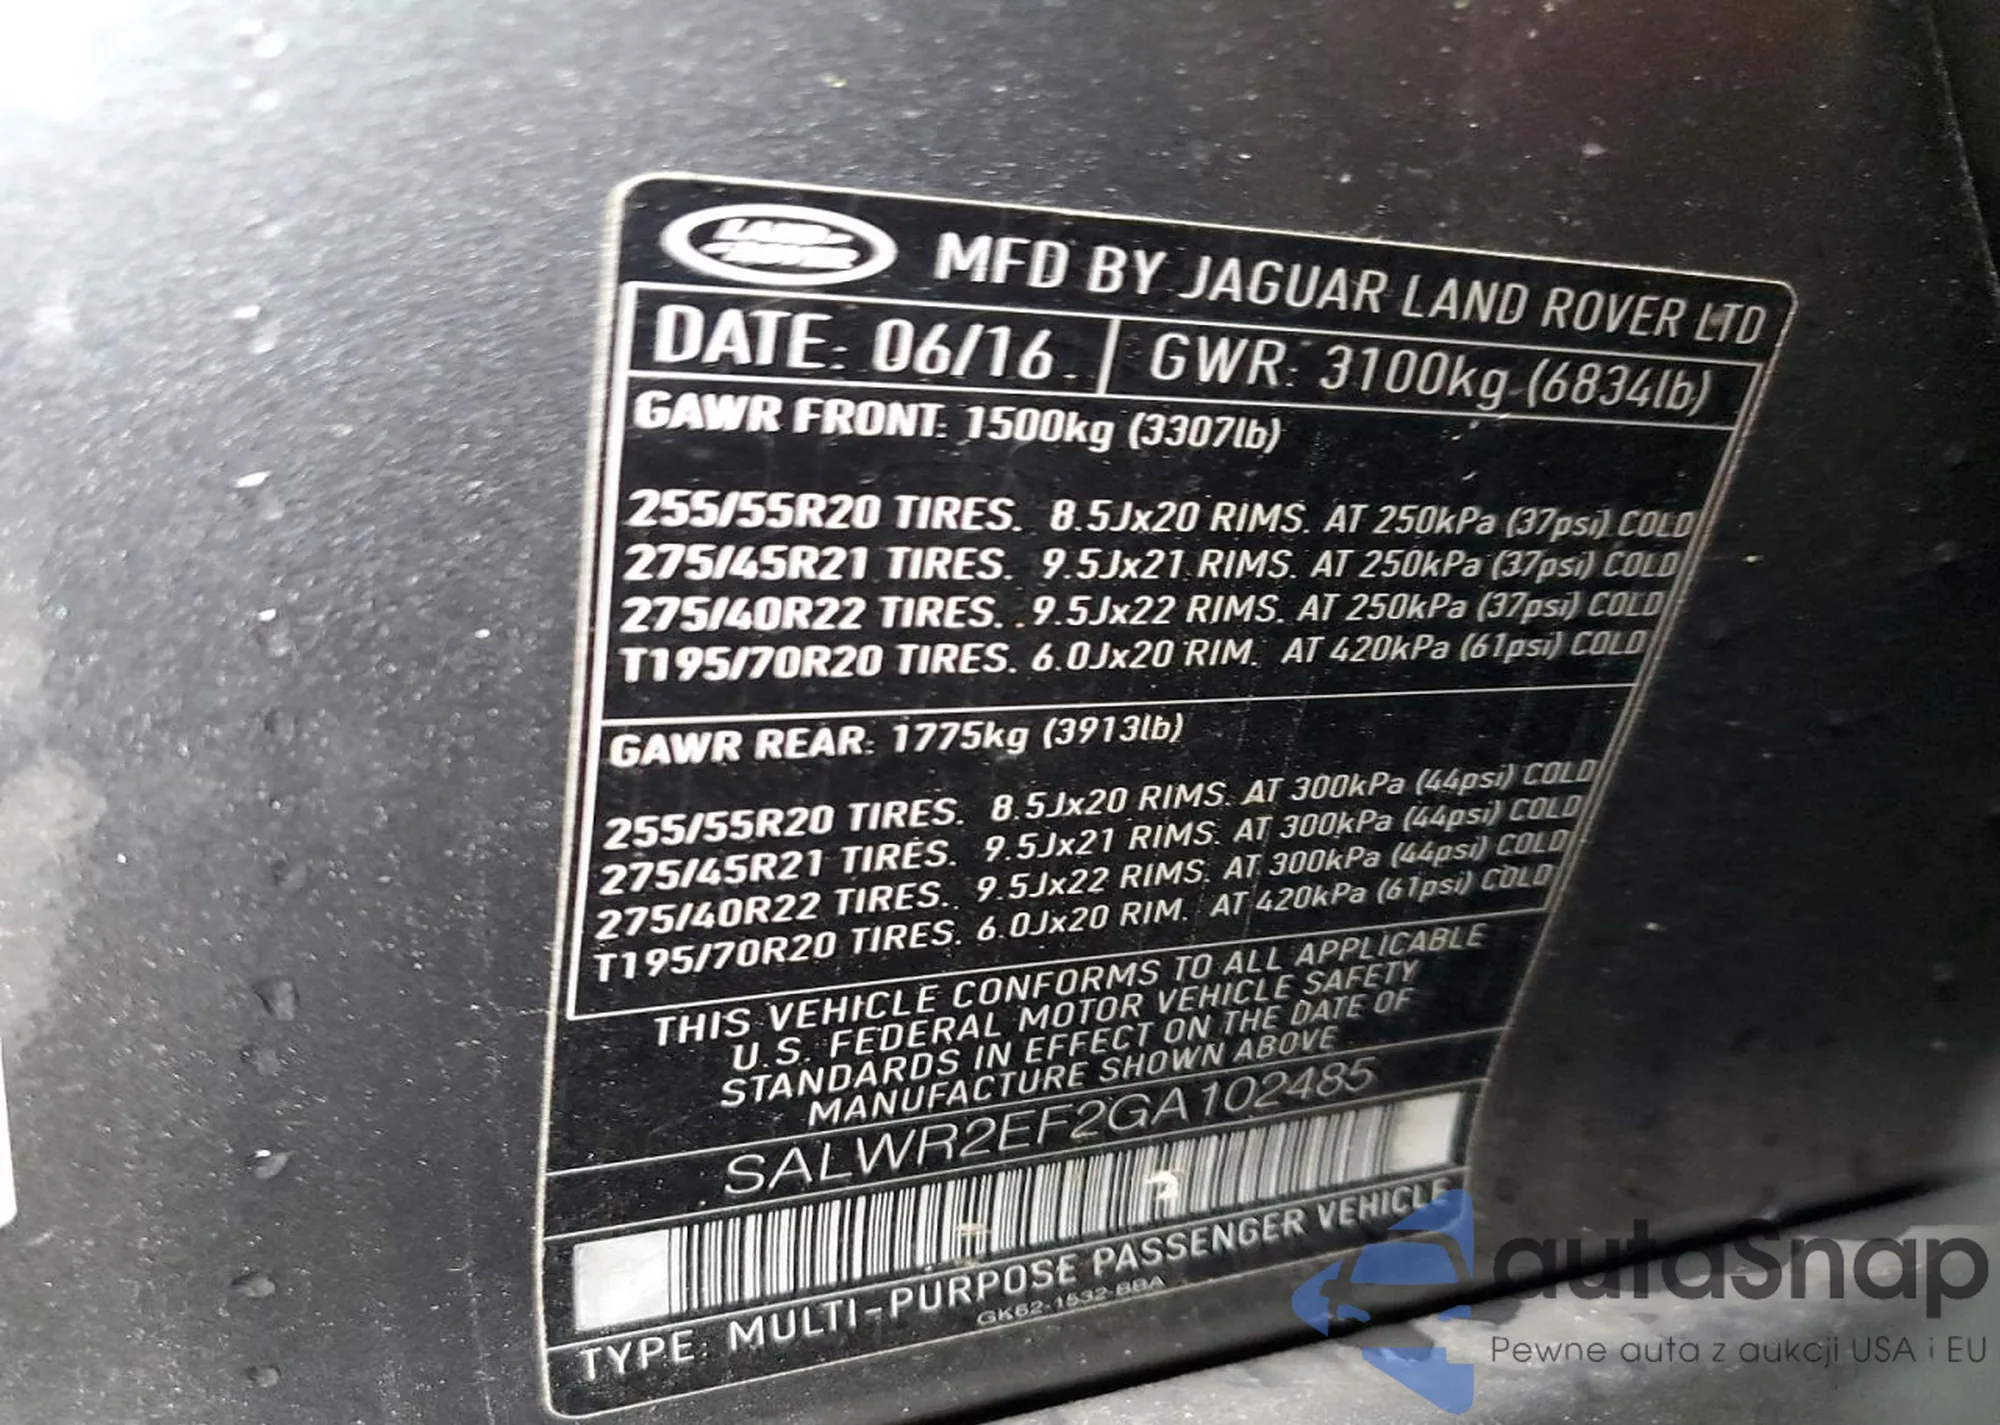 LAND-
-ROVER
MFD BY JAGUAR LAND ROVER LTD
DATE: 06/16
GWR: 3100kg (6834lb)
GAWR FRONT: 1500kg (3307lb)
255/55R20 TIRES. 8.5Jx20 RIMS. AT 250kPa (37psi) COLD
275/45R21 TIRES. 9.5Jx21 RIMS. AT 250kPa (37psi) COLD
275/40R22 TIRES. 9.5Jx22 RIMS. AT 250kPa (37psi) COLD
T195/70R20 TIRES. 6.0Jx20 RIM. AT 420kPa (61psi) COLD
GAWR REAR: 1775kg (3913lb)
255/55R20 TIRES. 8.5Jx20 RIMS. AT 300kPa (44psi) COLD
275/45R21 TIRES. 9.5Jx21 RIMS. AT 300kPa (44psi) COLD
275/40R22 TIRES. 9.5Jx22 RIMS. AT 300kPa (44psi) COLD
T195/70R20 TIRES. 6.0Jx20 RIM. AT 420kPa (61psi) COLD
THIS VEHICLE CONFORMS TO ALL APPLICABLE
U.S. FEDERAL MOTOR VEHICLE SAFETY
STANDARDS IN EFFECT ON THE DATE OF
MANUFACTURE SHOWN ABOVE
SALWR2EF2GA102485
TYPE: MULTI-PURPOSE PASSENGER VEHICLE
GK62-1532-BBA
autaSnap
Pewne auta z aukcji USA i EU